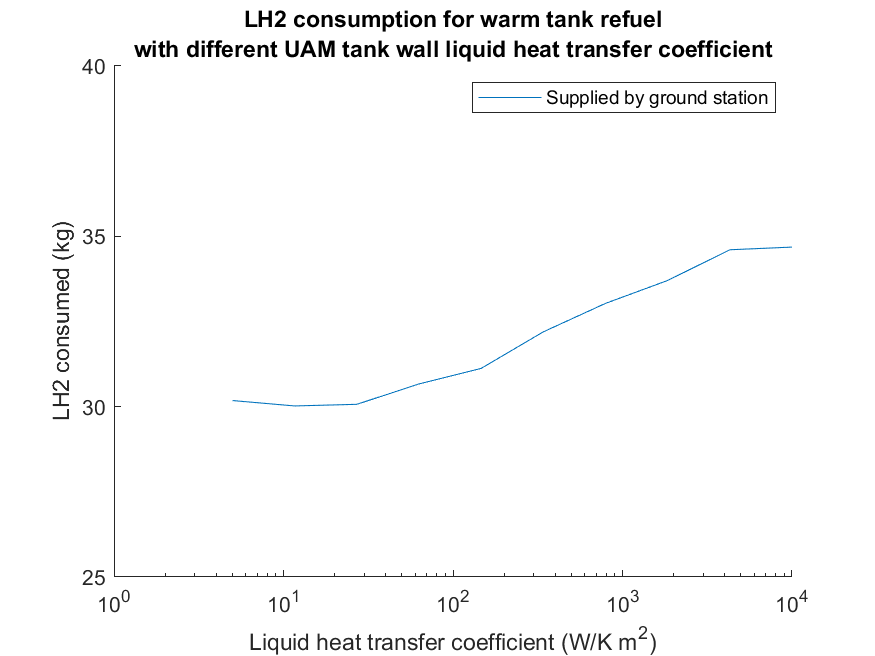 LH2 consumption for warm tank refuel
with different UAM tank wall liquid heat transfer coefficient
40
Supplied by ground station
35
LH2 consumed (kg)
30
25
10^0 10^1 10^2 10^3 10^4
Liquid heat transfer coefficient (W/K m^2)